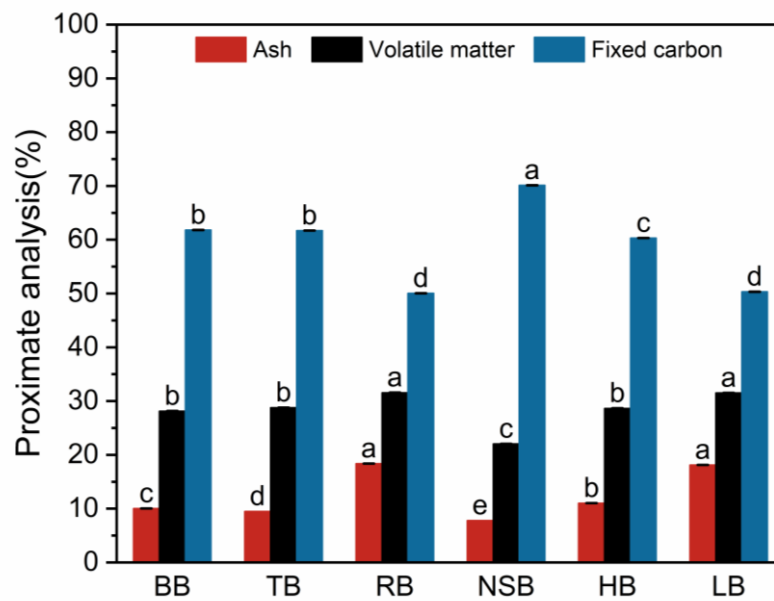 Proximate analysis(%)
100
90
80
70
60
50
40
30
20
10
0
Ash Volatile matter Fixed carbon
c b b
d b b
a a d
e c a
b b c
a a d
BB TB RB NSB HB LB